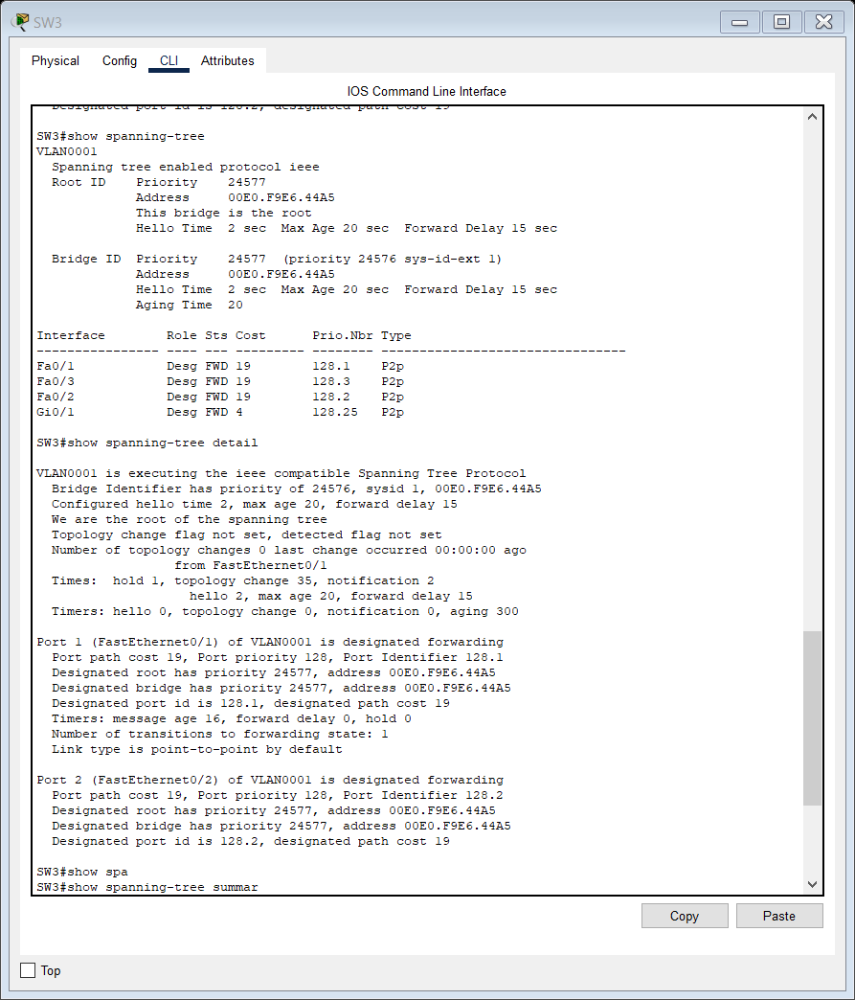 SW3
Physical Config CLI Attributes
IOS Command Line Interface
Designated port id is 128.2, designated path cost 19
SW3#show spanning-tree
VLAN0001
Spanning tree enabled protocol ieee
Root ID Priority 24577
Address 00E0.F9E6.44A5
This bridge is the root
Hello Time 2 sec Max Age 20 sec Forward Delay 15 sec
Bridge ID Priority 24577 (priority 24576 sys-id-ext 1)
Address 00E0.F9E6.44A5
Hello Time 2 sec Max Age 20 sec Forward Delay 15 sec
Aging Time 20
Interface Role Sts Cost Prio.Nbr Type
---------------- ---- --- --------- -------- --------------------------------
Fa0/1 Desg FWD 19 128.1 P2p
Fa0/3 Desg FWD 19 128.3 P2p
Fa0/2 Desg FWD 19 128.2 P2p
Gi0/1 Desg FWD 4 128.25 P2p
SW3#show spanning-tree detail
VLAN0001 is executing the ieee compatible Spanning Tree Protocol
Bridge Identifier has priority of 24576, sysid 1, 00E0.F9E6.44A5
Configured hello time 2, max age 20, forward delay 15
We are the root of the spanning tree
Topology change flag not set, detected flag not set
Number of topology changes 0 last change occurred 00:00:00 ago
from FastEthernet0/1
Times: hold 1, topology change 35, notification 2
hello 2, max age 20, forward delay 15
Timers: hello 0, topology change 0, notification 0, aging 300
Port 1 (FastEthernet0/1) of VLAN0001 is designated forwarding
Port path cost 19, Port priority 128, Port Identifier 128.1
Designated root has priority 24577, address 00E0.F9E6.44A5
Designated bridge has priority 24577, address 00E0.F9E6.44A5
Designated port id is 128.1, designated path cost 19
Timers: message age 16, forward delay 0, hold 0
Number of transitions to forwarding state: 1
Link type is point-to-point by default
Port 2 (FastEthernet0/2) of VLAN0001 is designated forwarding
Port path cost 19, Port priority 128, Port Identifier 128.2
Designated root has priority 24577, address 00E0.F9E6.44A5
Designated bridge has priority 24577, address 00E0.F9E6.44A5
Designated port id is 128.2, designated path cost 19
SW3#show spa
SW3#show spanning-tree summar
Copy Paste
Top